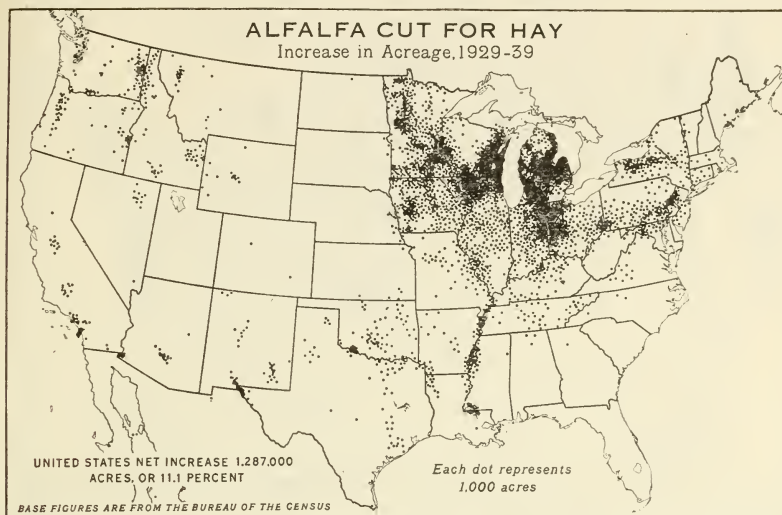 ALFALFA CUT FOR HAY
Increase in Acreage, 1929-39
UNITED STATES NET INCREASE 1,287,000
ACRES, OR 11.1 PERCENT
Each dot represents
1,000 acres
BASE FIGURES ARE FROM THE BUREAU OF THE CENSUS